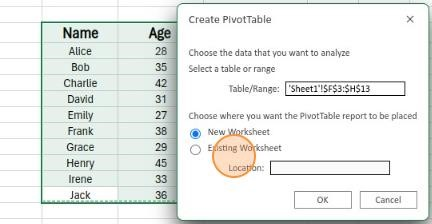 Name Age
Alice 28
Bob 35
Charlie 42
David 31
Emily 27
Frank 38
Grace 29
Henry 45
Irene 33
Jack 36
Create PivotTable
Choose the data that you want to analyze
Select a table or range
Table/Range: 'Sheet1'!$F$3:$H$13
Choose where you want the PivotTable report to be placed
New Worksheet
Existing Worksheet
Location:
OK Cancel